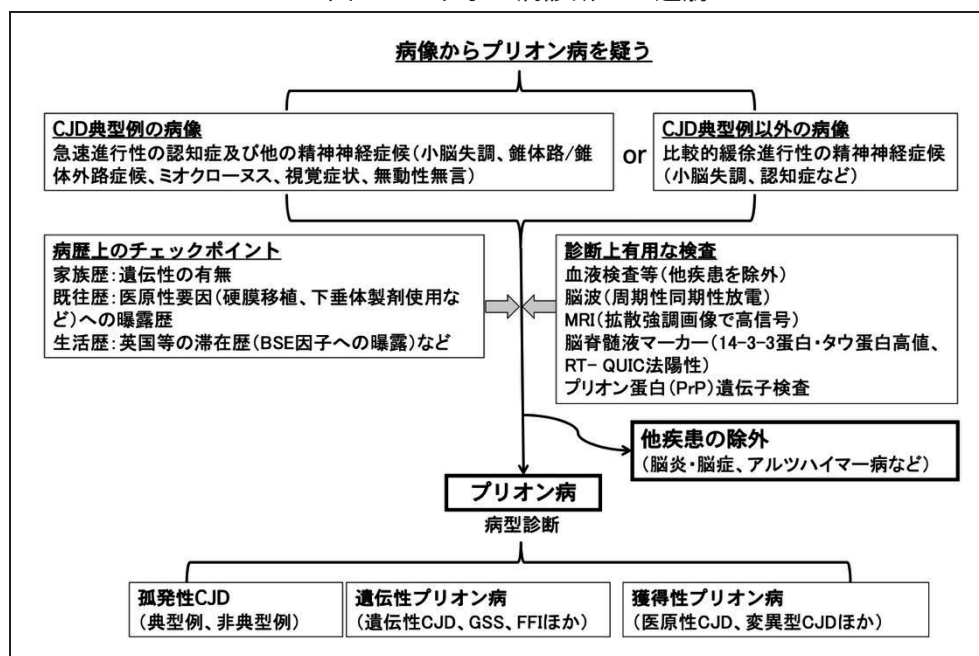 病像からプリオン病を疑う
CJD典型例の病像
急速進行性の認知症及び他の精神神経症候(小脳失調、錐体路/錐
体外路症候、ミオクローヌス、視覚症状、無動性無言)
or
CJD典型例以外の病像
比較的緩徐進行性の精神神経症候
(小脳失調、認知症など)
病歴上のチェックポイント
家族歴:遺伝性の有無
既往歴:医原性要因(硬膜移植、下垂体製剤使用な
ど)への曝露歴
生活歴:英国等の滞在歴(BSE因子への曝露)など
診断上有用な検査
血液検査等(他疾患を除外)
脳波(周期性同期性放電)
MRI(拡散強調画像で高信号)
脳脊髄液マーカー(14-3-3蛋白・タウ蛋白高値、
RT- QUIC法陽性)
プリオン蛋白(PrP)遺伝子検査
他疾患の除外
(脳炎・脳症、アルツハイマー病など)
プリオン病
病型診断
孤発性CJD
(典型例、非典型例)
遺伝性プリオン病
(遺伝性CJD、GSS、FFIほか)
獲得性プリオン病
(医原性CJD、変異型CJDほか)